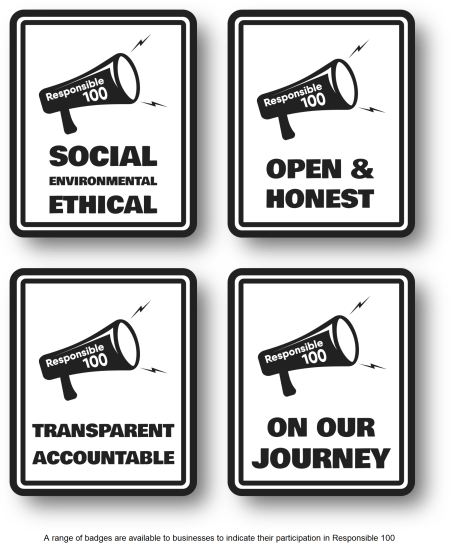 Responsible
100
SOCIAL
ENVIRONMENTAL
ETHICAL
Responsible
100
OPEN &
HONEST
Responsible
100
TRANSPARENT
ACCOUNTABLE
Responsible
100
ON OUR
JOURNEY
A range of badges are available to businesses to indicate their participation in Responsible 100